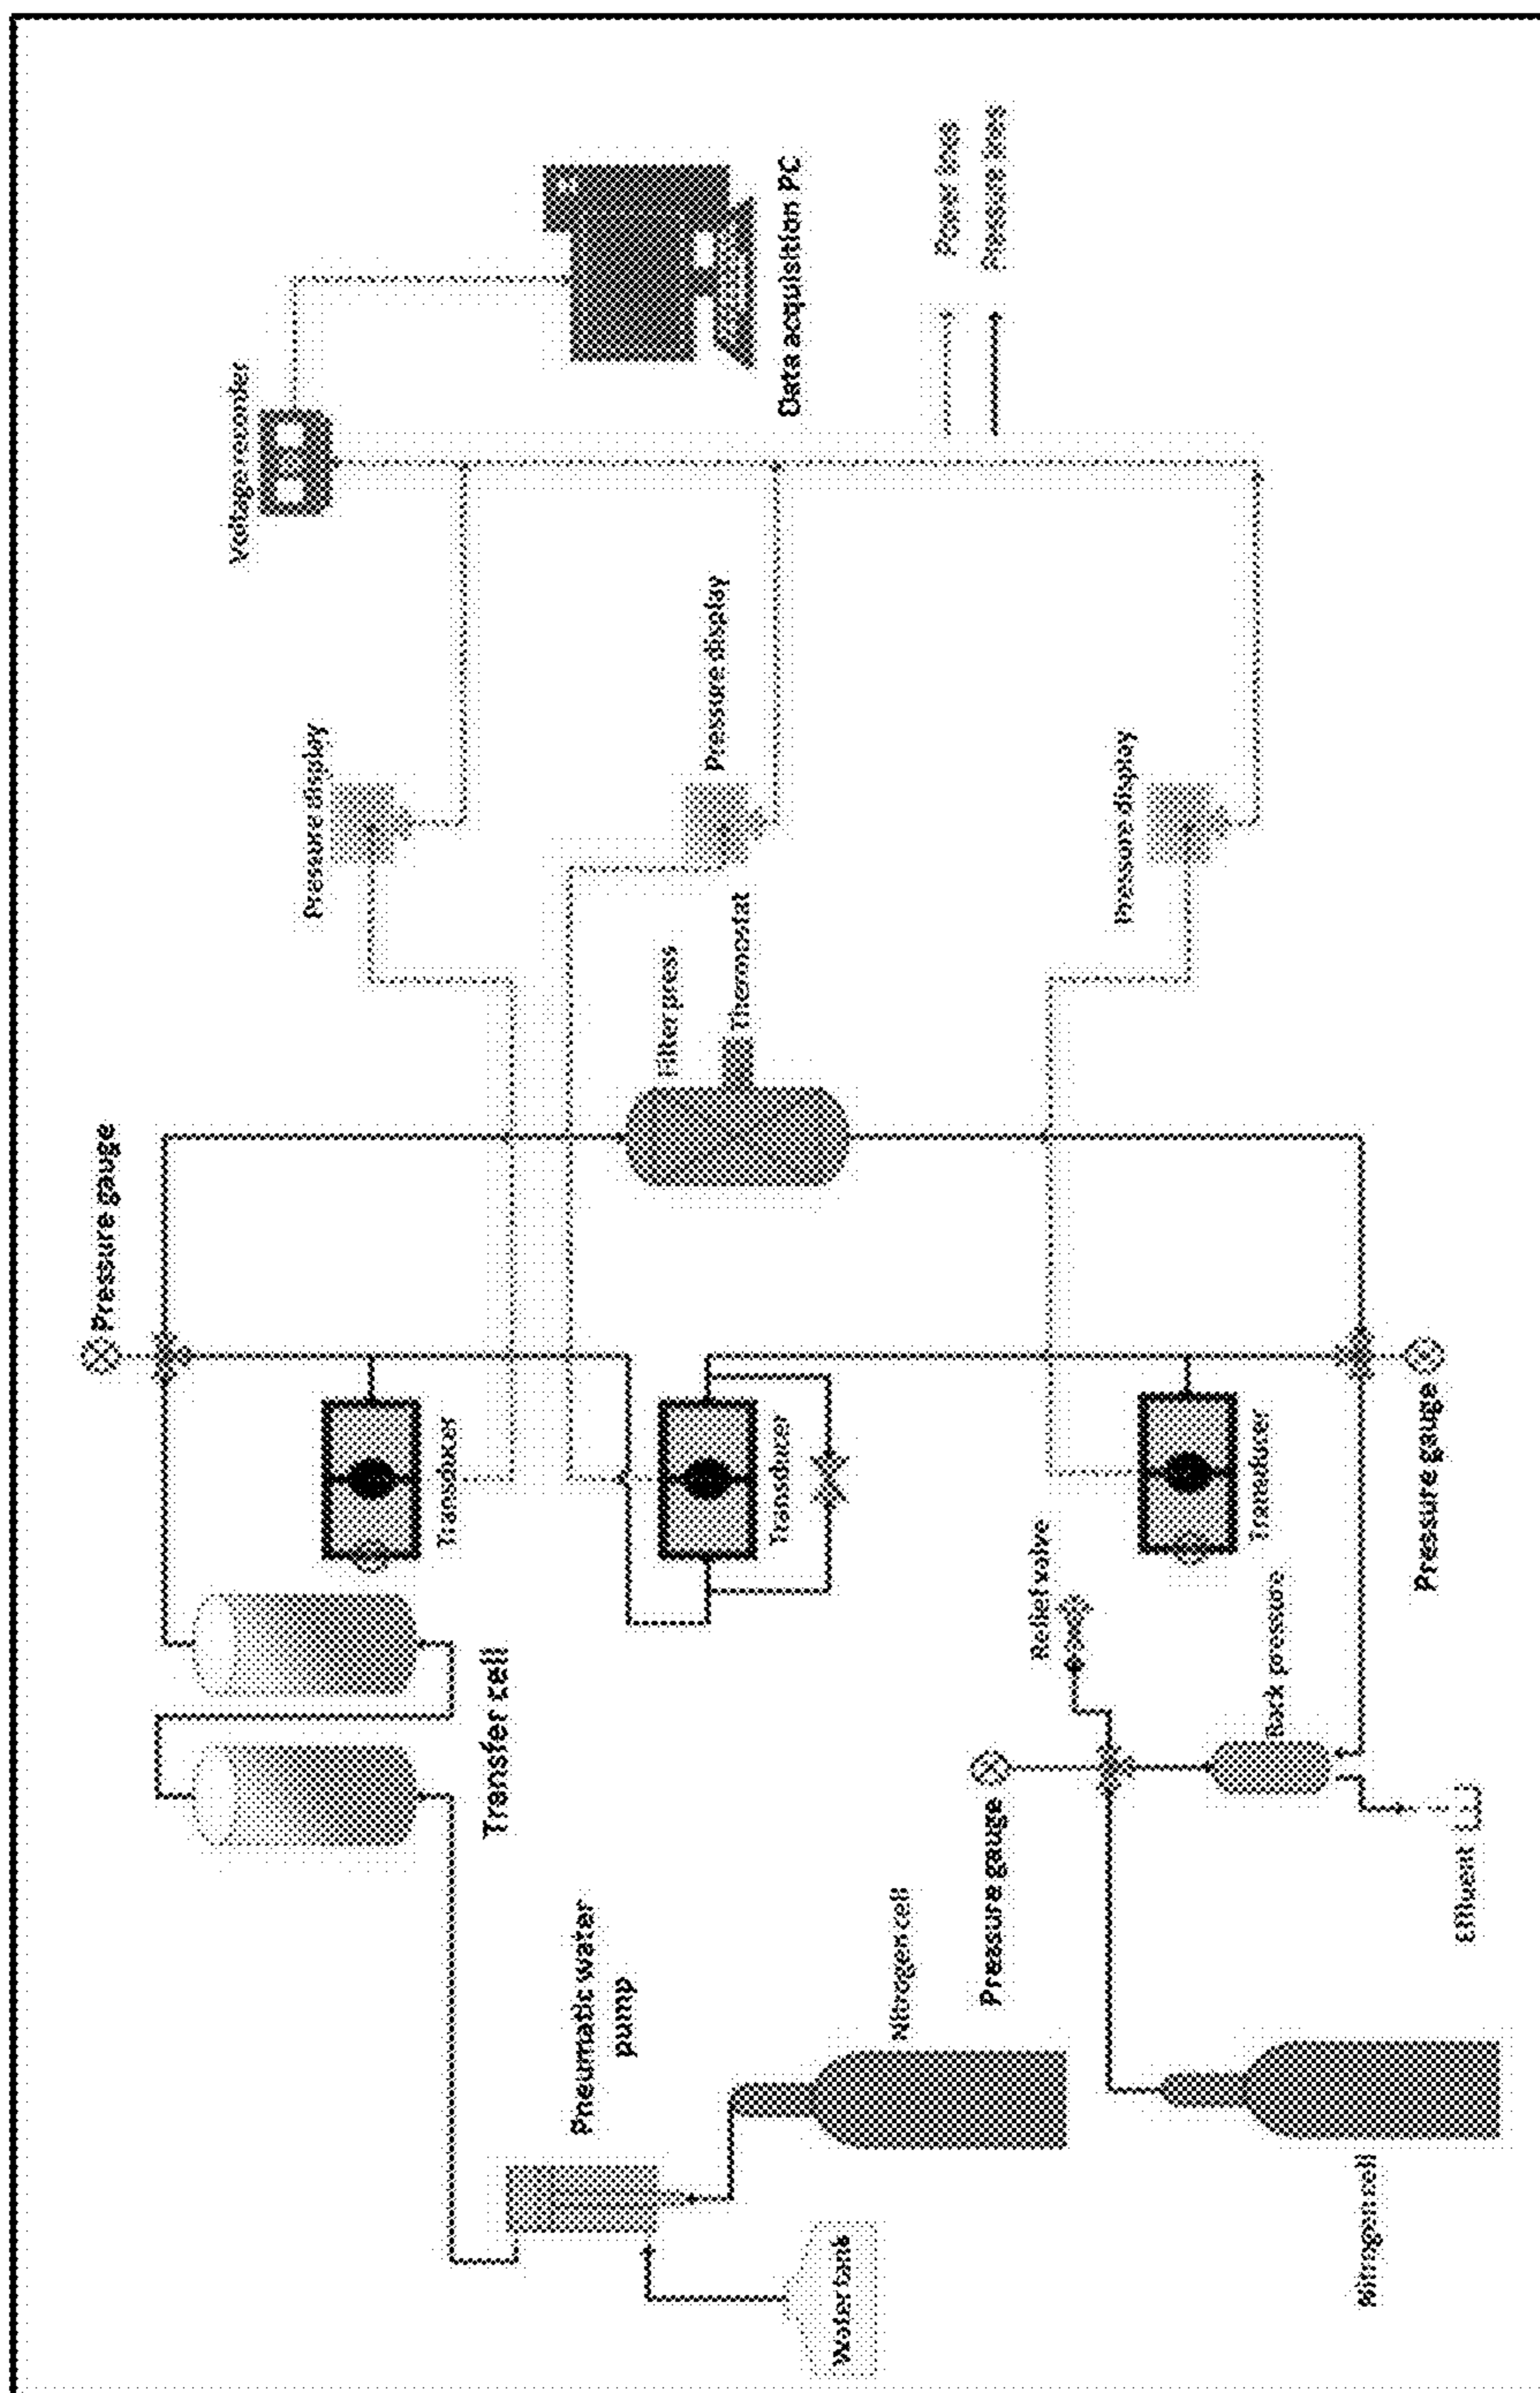 Pressure gauge
Voltage recorder
Data acquisition PC
Power lines
Pressure lines
Pressure display
Pressure display
Pressure display
Filter press
Thermostat
Transducer
Transducer
Transducer
Transfer cell
Relief valve
Back pressure
Pressure gauge
Pressure gauge
Pneumatic water
pump
Nitrogen cell
Effluent
Water tank
Nitrogen cell